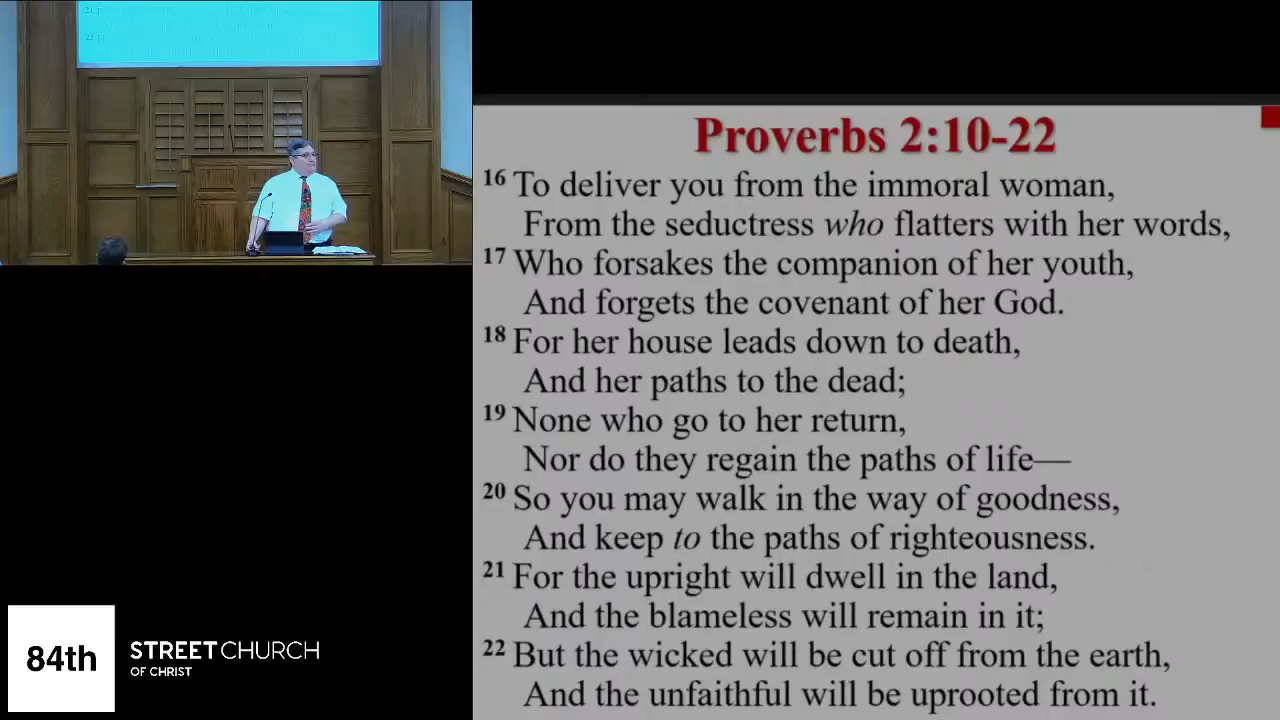 Proverbs 2:10-22
16 To deliver you from the immoral woman,
From the seductress who flatters with her words,
17 Who forsakes the companion of her youth,
And forgets the covenant of her God.
18 For her house leads down to death,
And her paths to the dead;
19 None who go to her return,
Nor do they regain the paths of life—
20 So you may walk in the way of goodness,
And keep to the paths of righteousness.
21 For the upright will dwell in the land,
And the blameless will remain in it;
22 But the wicked will be cut off from the earth,
And the unfaithful will be uprooted from it.
84th
STREET CHURCH
OF CHRIST